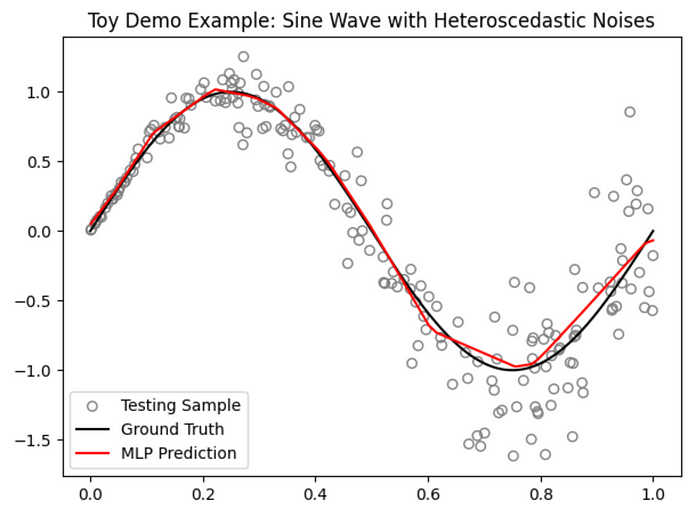 Toy Demo Example: Sine Wave with Heteroscedastic Noises
1.0
0.5
0.0
−0.5
−1.0
−1.5
Testing Sample
Ground Truth
MLP Prediction
0.0 0.2 0.4 0.6 0.8 1.0